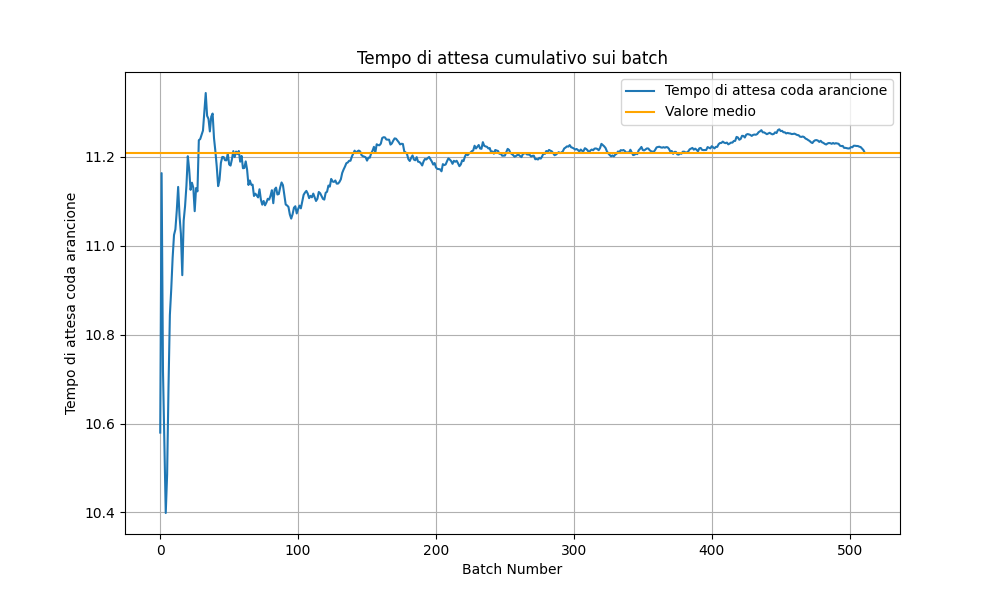 Tempo di attesa cumulativo sui batch
Tempo di attesa coda arancione
Valore medio
Tempo di attesa coda arancione
11.2
11.0
10.8
10.6
10.4
0 100 200 300 400 500
Batch Number